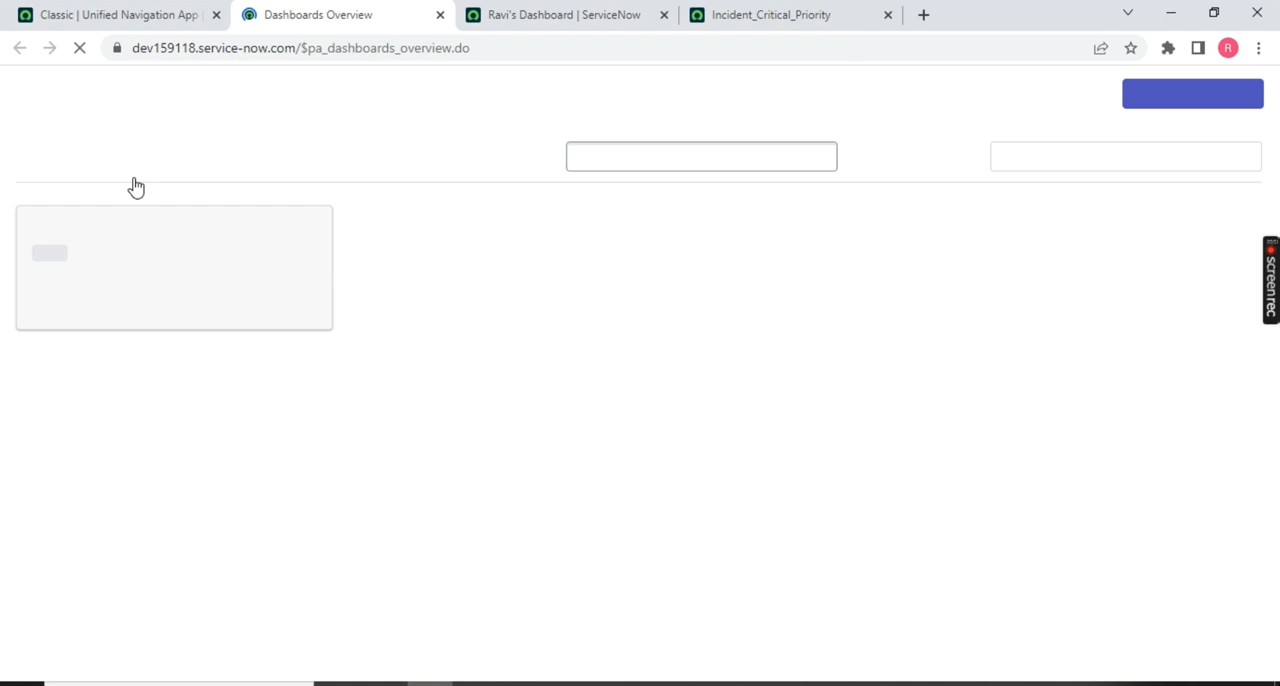 Classic | Unified Navigation App
Dashboards Overview
Ravi's Dashboard | ServiceNow
Incident_Critical_Priority
dev159118.service-now.com/$pa_dashboards_overview.do
R
screenrec